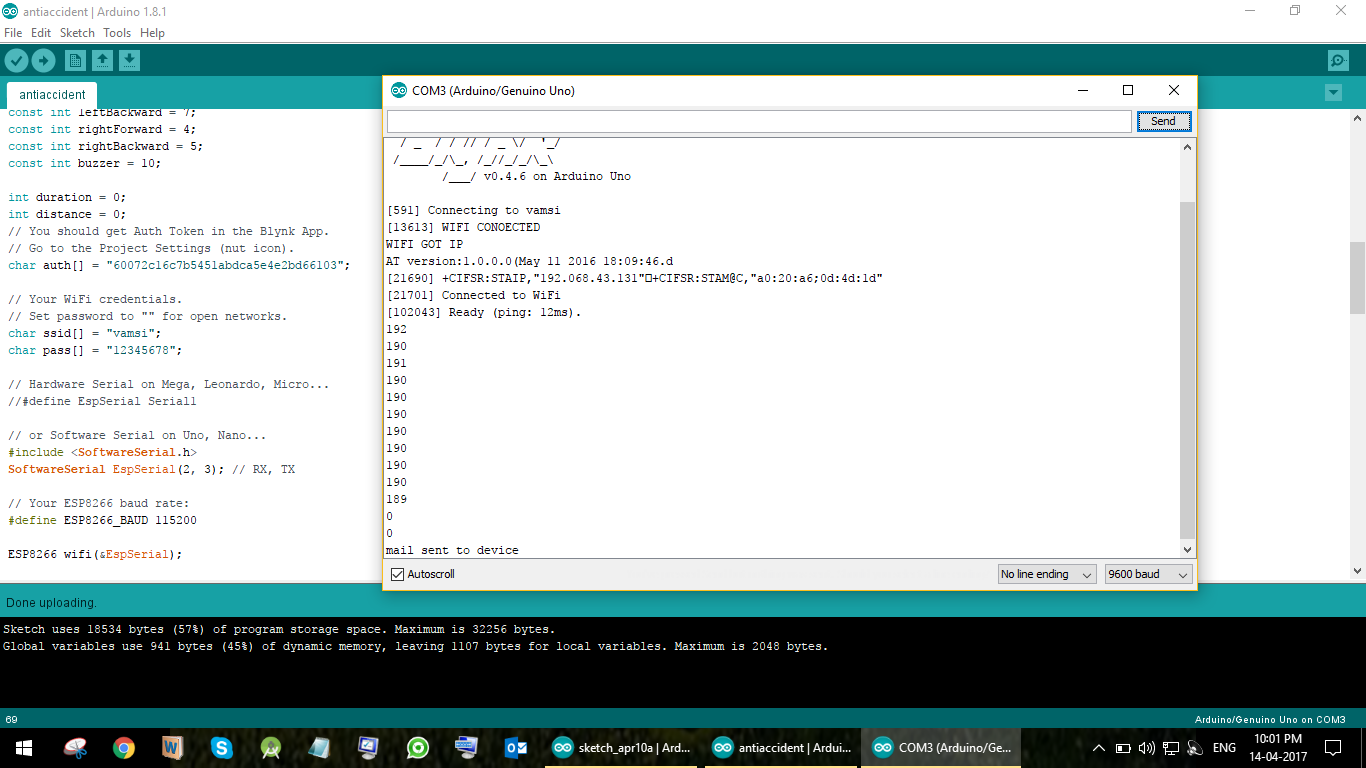 antiaccident | Arduino 1.8.1
File Edit Sketch Tools Help
antiaccident
const int leftBackward = 7;
const int rightForward = 4;
const int rightBackward = 5;
const int buzzer = 10;
int duration = 0;
int distance = 0;
// You should get Auth Token in the Blynk App.
// Go to the Project Settings (nut icon).
char auth[] = "60072c16c7b5451abdca5e4e2bd66103";
// Your WiFi credentials.
// Set password to "" for open networks.
char ssid[] = "vamsi";
char pass[] = "12345678";
// Hardware Serial on Mega, Leonardo, Micro...
//#define EspSerial Serial1
// or Software Serial on Uno, Nano...
#include <SoftwareSerial.h>
SoftwareSerial EspSerial(2, 3); // RX, TX
// Your ESP8266 baud rate:
#define ESP8266_BAUD 115200
ESP8266 wifi(&EspSerial);
COM3 (Arduino/Genuino Uno)
Send
/ _  / / // / _ \/  '_/
/____/_/\_, /_//_/_/\_\
/___/ v0.4.6 on Arduino Uno
[591] Connecting to vamsi
[13613] WIFI CONOECTED
WIFI GOT IP
AT version:1.0.0.0(May 11 2016 18:09:46.d
[21690] +CIFSR:STAIP,"192.068.43.131"□+CIFSR:STAM@C,"a0:20:a6;0d:4d:1d"
[21701] Connected to WiFi
[102043] Ready (ping: 12ms).
192
190
191
190
190
190
190
190
190
190
189
0
0
mail sent to device
Autoscroll
No line ending
9600 baud
Done uploading.
Sketch uses 18534 bytes (57%) of program storage space. Maximum is 32256 bytes.
Global variables use 941 bytes (45%) of dynamic memory, leaving 1107 bytes for local variables. Maximum is 2048 bytes.
69
Arduino/Genuino Uno on COM3
sketch_apr10a | Ard...
antiaccident | Ardui...
COM3 (Arduino/Ge...
ENG
10:01 PM
14-04-2017